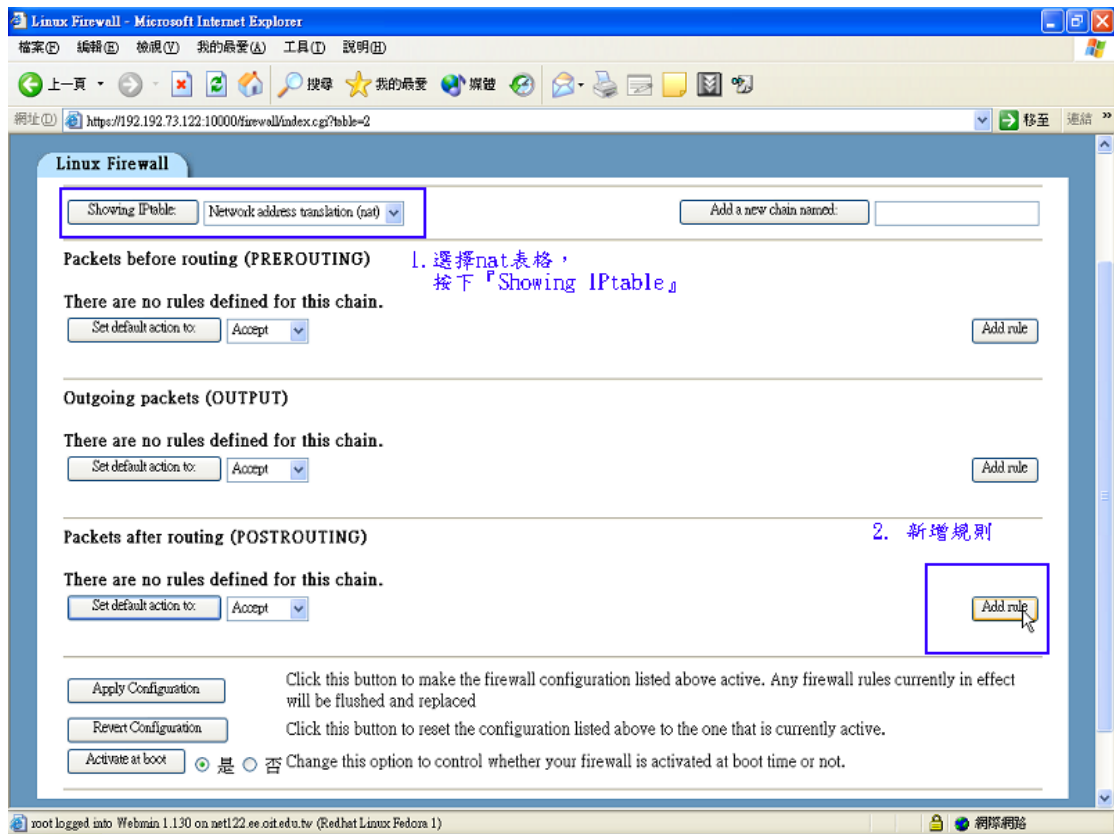 Linux Firewall - Microsoft Internet Explorer
檔案(F) 編輯(E) 檢視(V) 我的最愛(A) 工具(T) 說明(H)
上一頁 搜尋 我的最愛 媒體
網址(D) https://192.192.73.122:10000/firewall/index.cgi?table=2 移至 連結 »
Linux Firewall
Showing IPtable: Network address translation (nat) Add a new chain named:
Packets before routing (PREROUTING)
1. 選擇nat表格，
按下『Showing IPtable』
There are no rules defined for this chain.
Set default action to: Accept Add rule
Outgoing packets (OUTPUT)
There are no rules defined for this chain.
Set default action to: Accept Add rule
Packets after routing (POSTROUTING)
2. 新增規則
There are no rules defined for this chain.
Set default action to: Accept Add rule
Apply Configuration Click this button to make the firewall configuration listed above active. Any firewall rules currently in effect
will be flushed and replaced
Revert Configuration Click this button to reset the configuration listed above to the one that is currently active.
Activate at boot 是 否 Change this option to control whether your firewall is activated at boot time or not.
root logged into Webmin 1.130 on net122.ee.oit.edu.tw (Redhat Linux Fedora 1) 網際網路